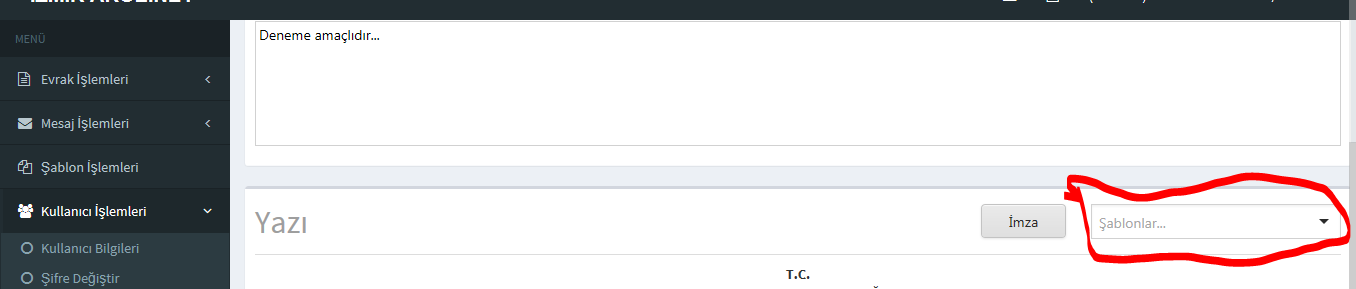 MENÜ
Evrak İşlemleri
Mesaj İşlemleri
Şablon İşlemleri
Kullanıcı İşlemleri
Kullanıcı Bilgileri
Şifre Değiştir
Deneme amaçlıdır...
Yazı
İmza
Şablonlar...
T.C.